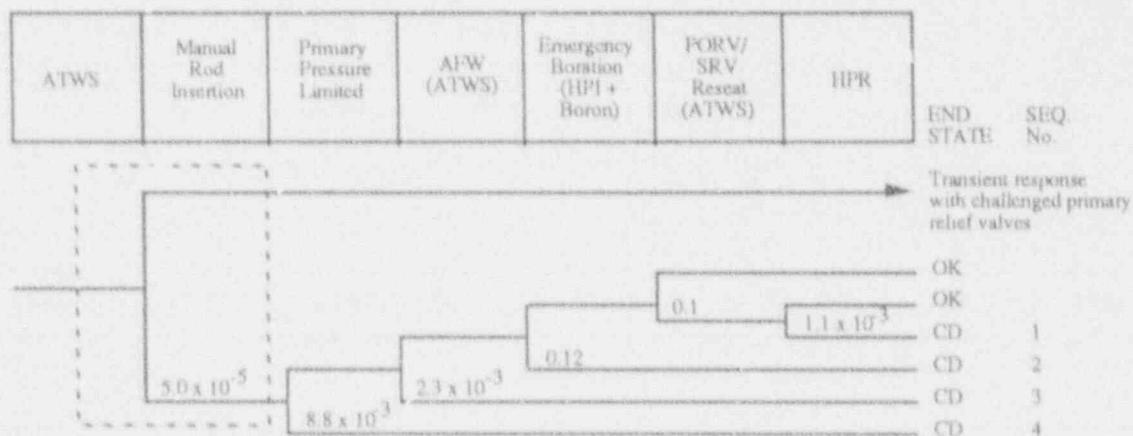 ATWS
Manual
Rod
Insertion
Primary
Pressure
Limited
AFW
(ATWS)
Emergency
Boration
(HPI +
Boron)
PORV/
SRV
Reseat
(ATWS)
HPR
END
STATE
SEQ.
No.
Transient response
with challenged primary
relief valves
OK
0.1
OK
1.1 x 10⁻³
CD 1
0.12
CD 2
5.0 x 10⁻⁵
2.3 x 10⁻³
CD 3
8.8 x 10⁻³
CD 4